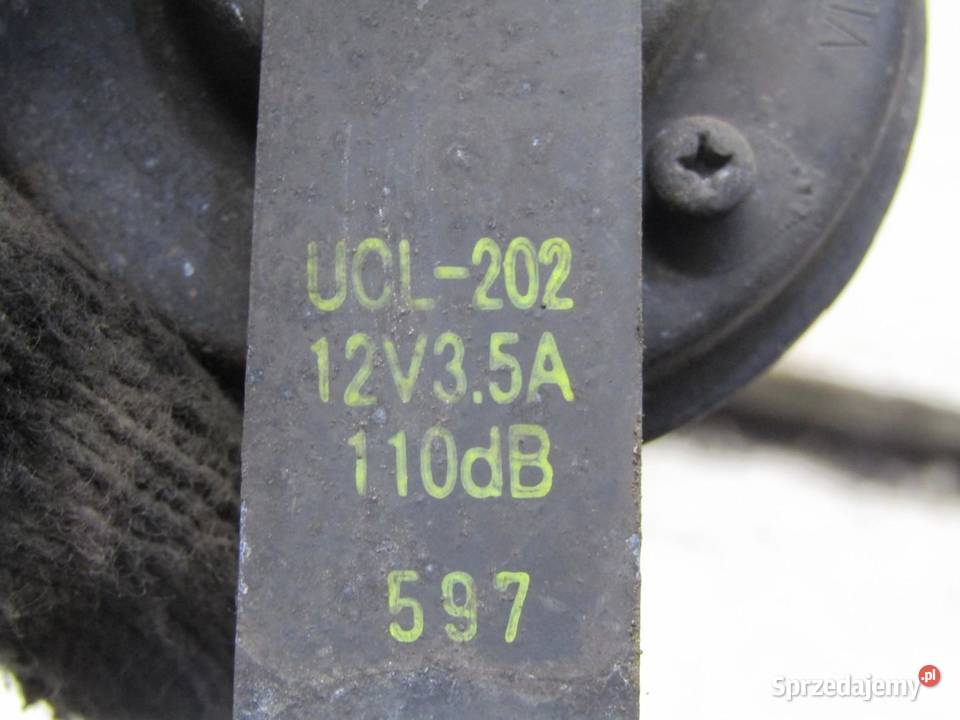 UCL-202
12V3.5A
110dB
597
Sprzedajemy.pl